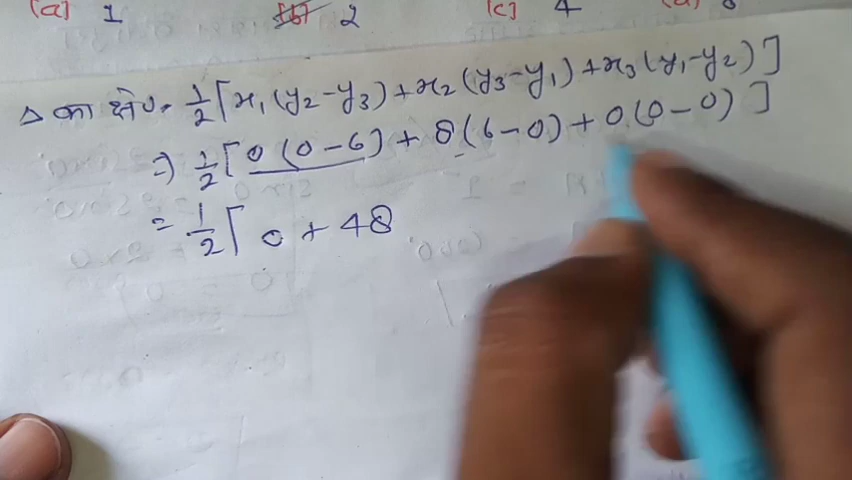 [a] 1 [b] 2 [c] 4 [d] 8
Δ का क्षे० = 1/2 [x₁(y₂-y₃)+x₂(y₃-y₁)+x₃(y₁-y₂)]
⇒ 1/2 [0 (0-6) + 8(6-0)+0(0-0)]
= 1/2 [ 0 + 48